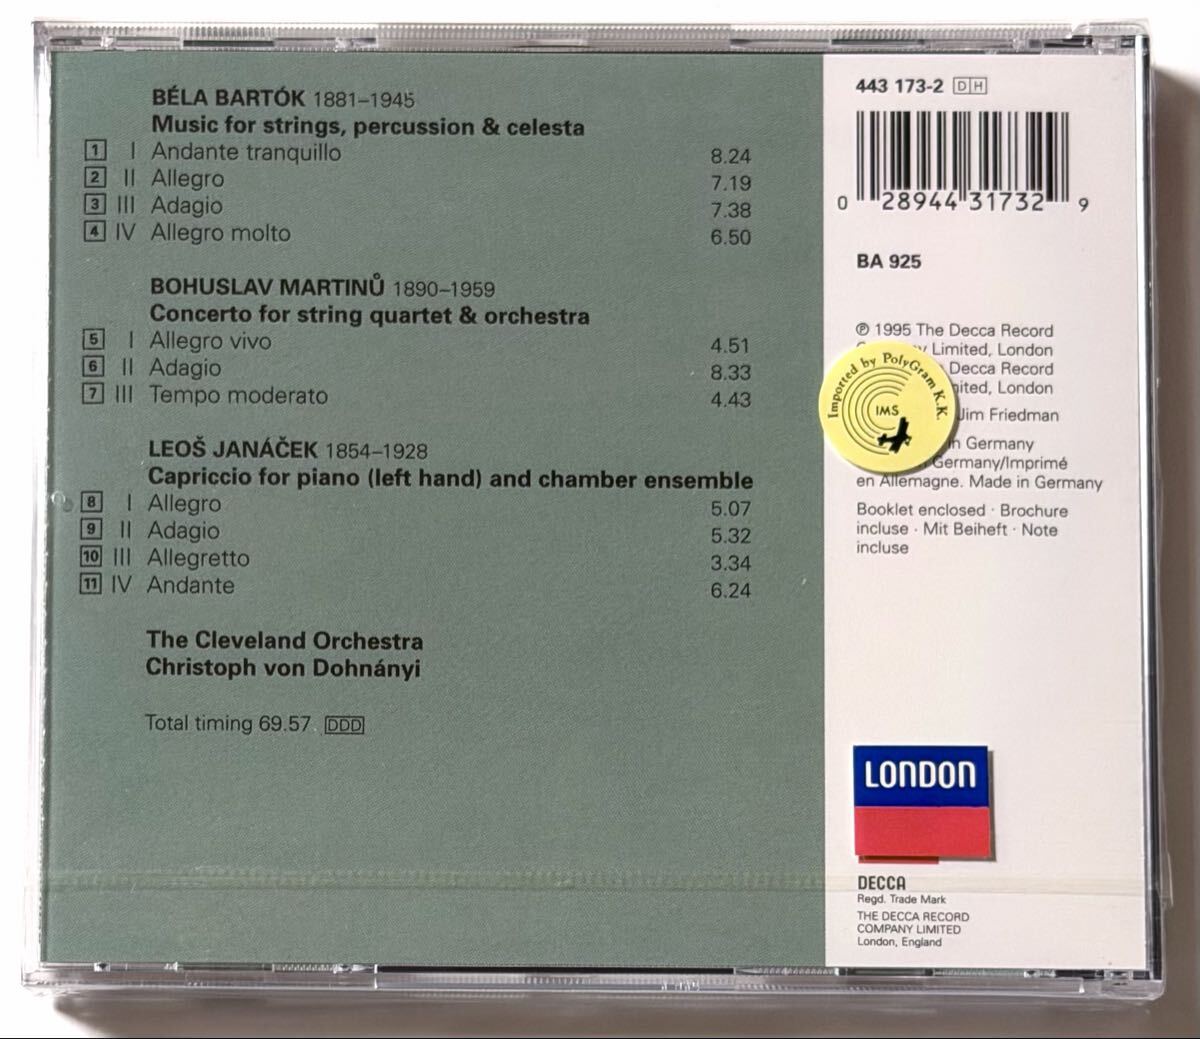 BÉLA BARTÓK 1881–1945
Music for strings, percussion & celesta
1 I Andante tranquillo 8.24
2 II Allegro 7.19
3 III Adagio 7.38
4 IV Allegro molto 6.50
BOHUSLAV MARTINŮ 1890–1959
Concerto for string quartet & orchestra
5 I Allegro vivo 4.51
6 II Adagio 8.33
7 III Tempo moderato 4.43
LEOŠ JANÁČEK 1854–1928
Capriccio for piano (left hand) and chamber ensemble
8 I Allegro 5.07
9 II Adagio 5.32
10 III Allegretto 3.34
11 IV Andante 6.24
The Cleveland Orchestra
Christoph von Dohnányi
Total timing 69.57 DDD
443 173-2 DH
0 28944 31732 9
BA 925
℗ 1995 The Decca Record
Limited, London
Decca Record
London
Imported by PolyGram K.K.
IMS
Jim Friedman
in Germany
Germany/Imprimé
en Allemagne. Made in Germany
Booklet enclosed · Brochure
incluse · Mit Beiheft · Note
incluse
LONDON
DECCA
Regd. Trade Mark
THE DECCA RECORD
COMPANY LIMITED
London, England